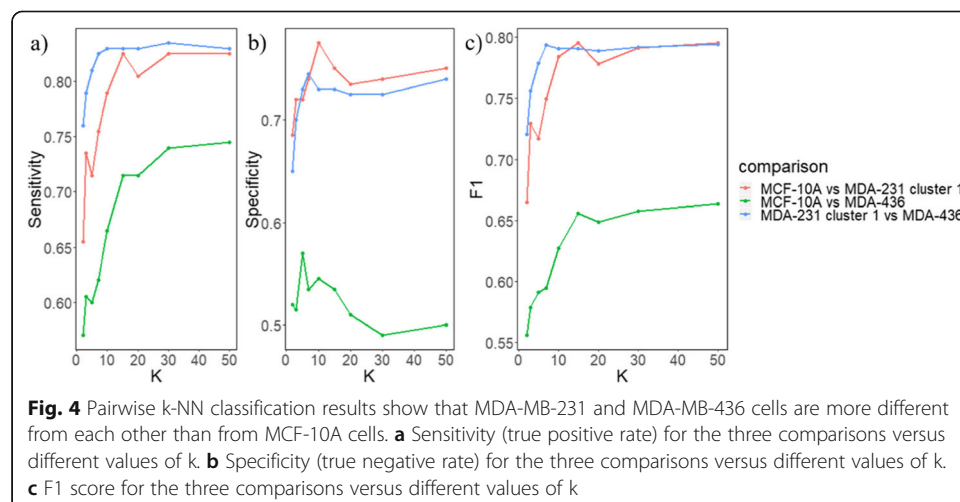 a)
0.80
0.75
0.70
0.65
0.60
Sensitivity
0 10 20 30 40 50
K
b)
0.7
0.6
0.5
Specificity
0 10 20 30 40 50
K
c)
0.80
0.75
0.70
0.65
0.60
0.55
F1
0 10 20 30 40 50
K
comparison
MCF-10A vs MDA-231 cluster 1
MCF-10A vs MDA-436
MDA-231 cluster 1 vs MDA-436
Fig. 4 Pairwise k-NN classification results show that MDA-MB-231 and MDA-MB-436 cells are more different
from each other than from MCF-10A cells. a Sensitivity (true positive rate) for the three comparisons versus
different values of k. b Specificity (true negative rate) for the three comparisons versus different values of k.
c F1 score for the three comparisons versus different values of k